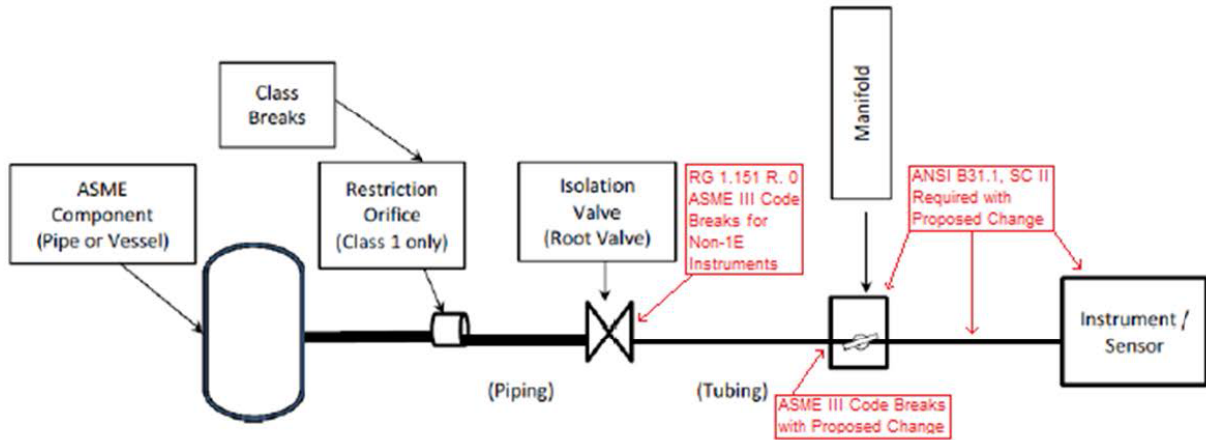 Class
Breaks
Manifold
ASME
Component
(Pipe or Vessel)
Restriction
Orifice
(Class 1 only)
Isolation
Valve
(Root Valve)
RG 1.151 R. 0
ASME III Code
Breaks for
Non-1E
Instruments
ANSI B31.1, SC II
Required with
Proposed Change
Instrument /
Sensor
(Piping)
(Tubing)
ASME III Code Breaks
with Proposed Change